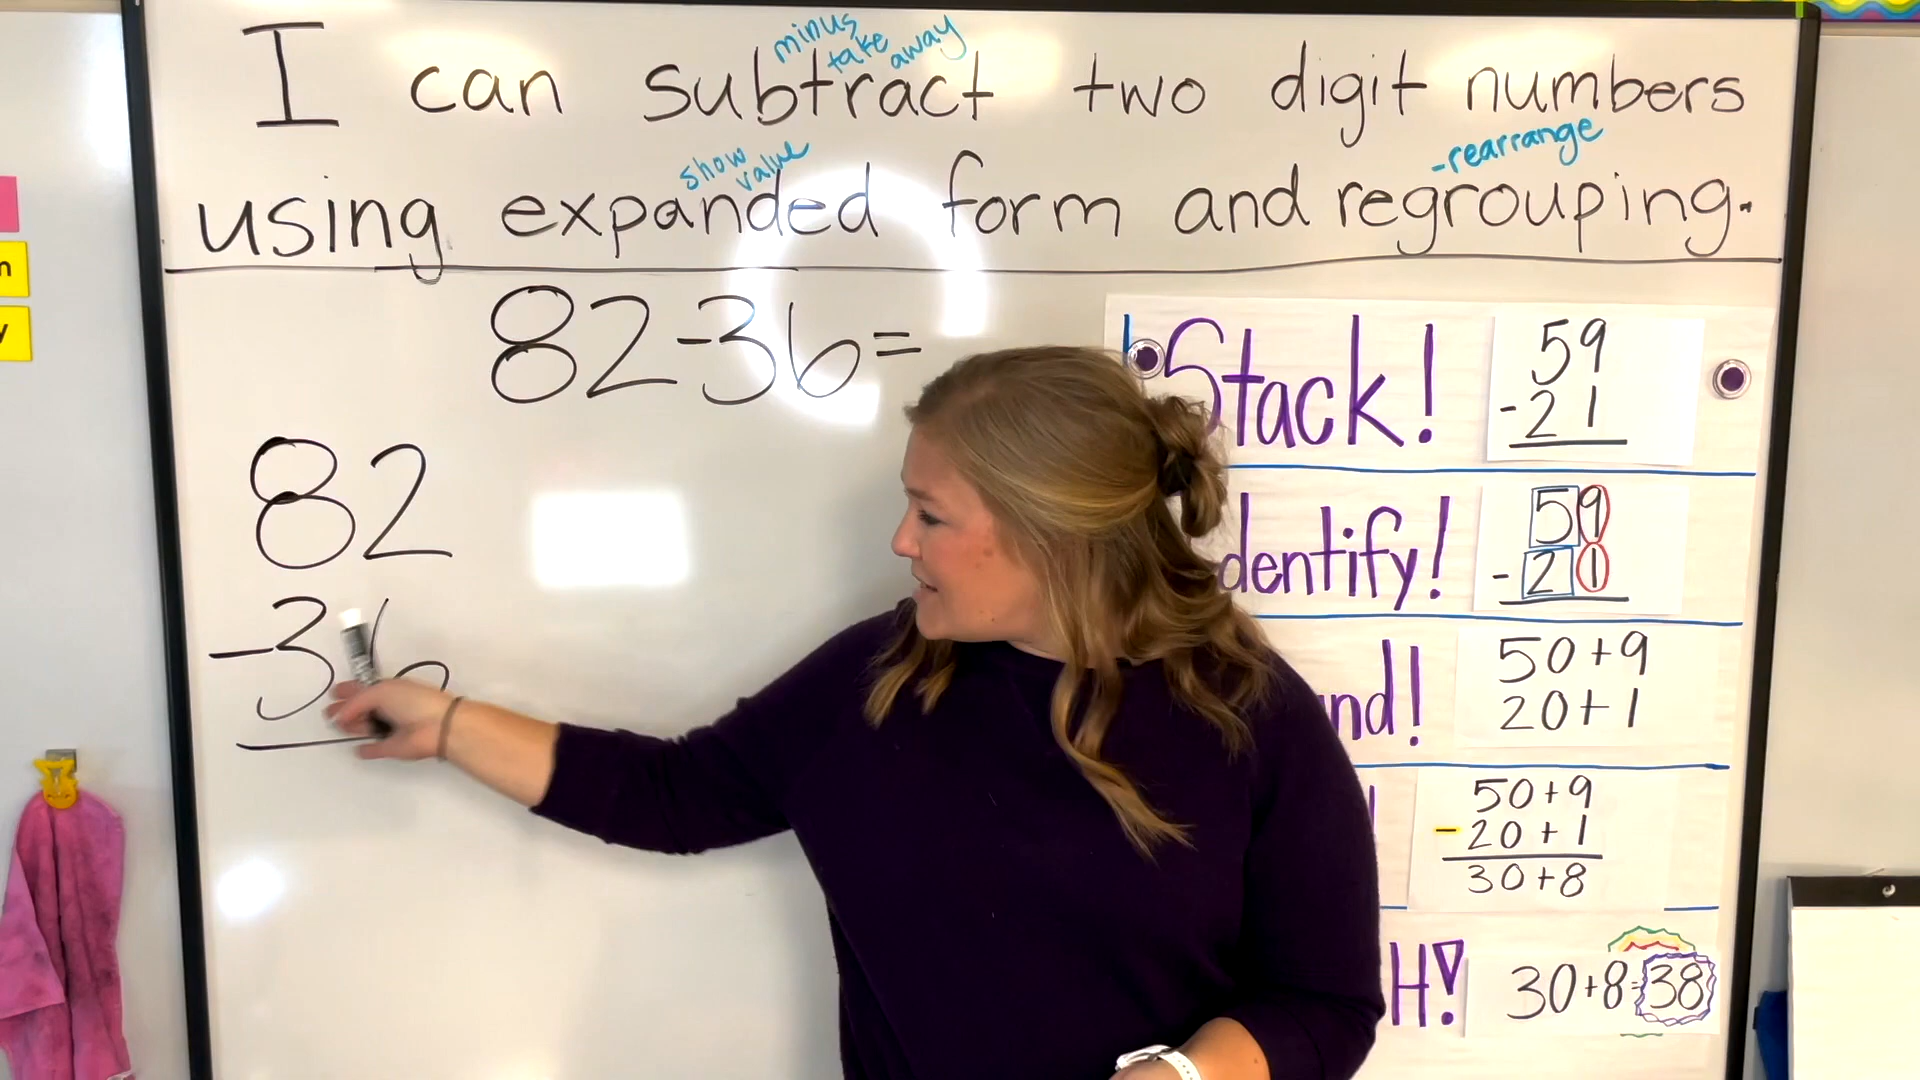 I can subtract two digit numbers
minus
take away
using expanded form and regrouping.
show
value
-rearrange
82-36=
82
-36
Stack!
59
-21
dentify!
59
-21
nd!
50+9
20+1
50+9
-20+1
30+8
H!
30+8=38
n
y